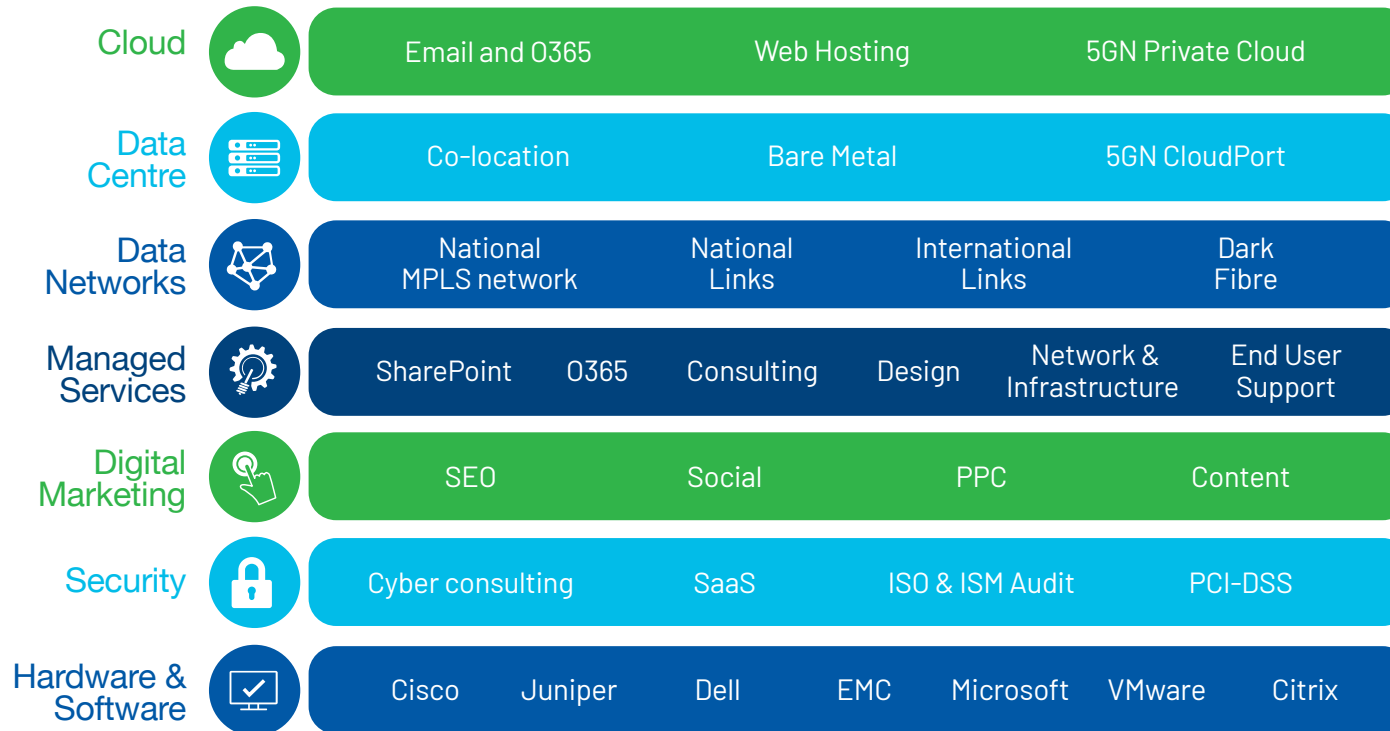 Cloud
Email and O365 Web Hosting 5GN Private Cloud
Data
Centre
Co-location Bare Metal 5GN CloudPort
Data
Networks
National
MPLS network
National
Links
International
Links
Dark
Fibre
Managed
Services
SharePoint O365 Consulting Design
Network &
Infrastructure
End User
Support
Digital
Marketing
SEO Social PPC Content
Security
Cyber consulting SaaS ISO & ISM Audit PCI-DSS
Hardware &
Software
Cisco Juniper Dell EMC Microsoft VMware Citrix